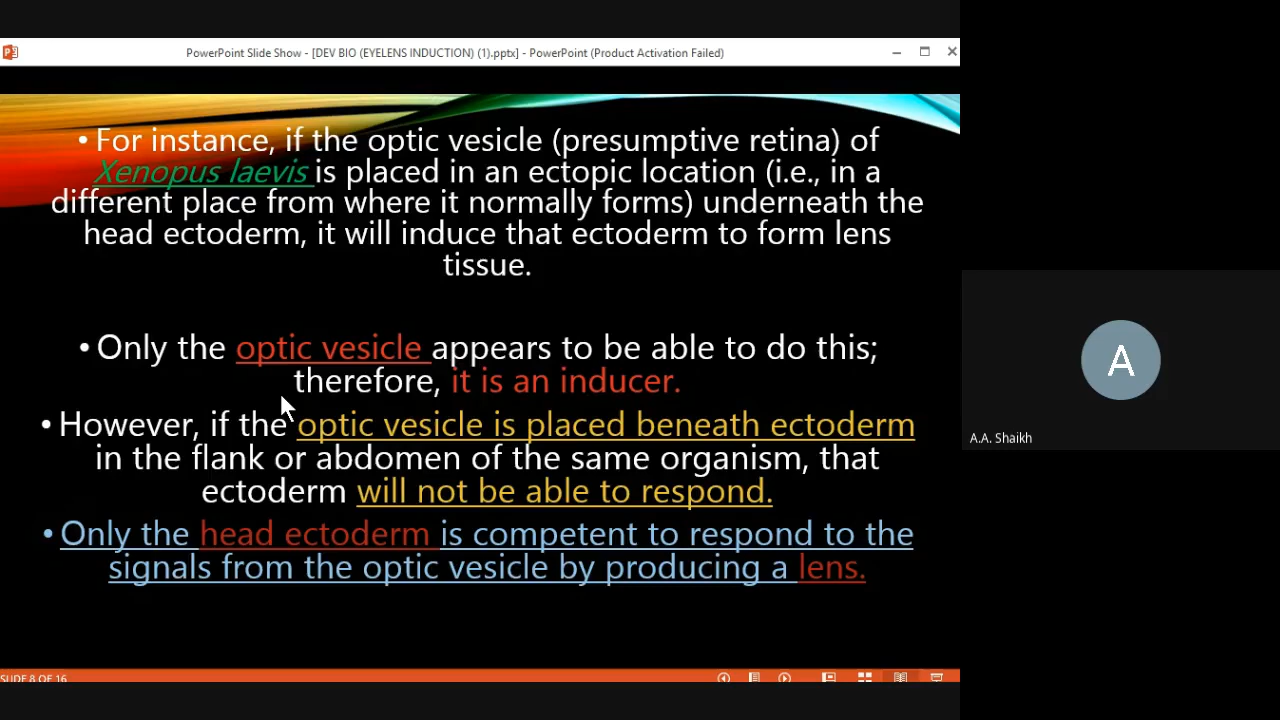 PowerPoint Slide Show - [DEV BIO (EYELENS INDUCTION) (1).pptx] - PowerPoint (Product Activation Failed)
• For instance, if the optic vesicle (presumptive retina) of
Xenopus laevis is placed in an ectopic location (i.e., in a
different place from where it normally forms) underneath the
head ectoderm, it will induce that ectoderm to form lens
tissue.
• Only the optic vesicle appears to be able to do this;
therefore, it is an inducer.
• However, if the optic vesicle is placed beneath ectoderm
in the flank or abdomen of the same organism, that
ectoderm will not be able to respond.
• Only the head ectoderm is competent to respond to the
signals from the optic vesicle by producing a lens.
SLIDE 8 OF 16
A
A.A. Shaikh